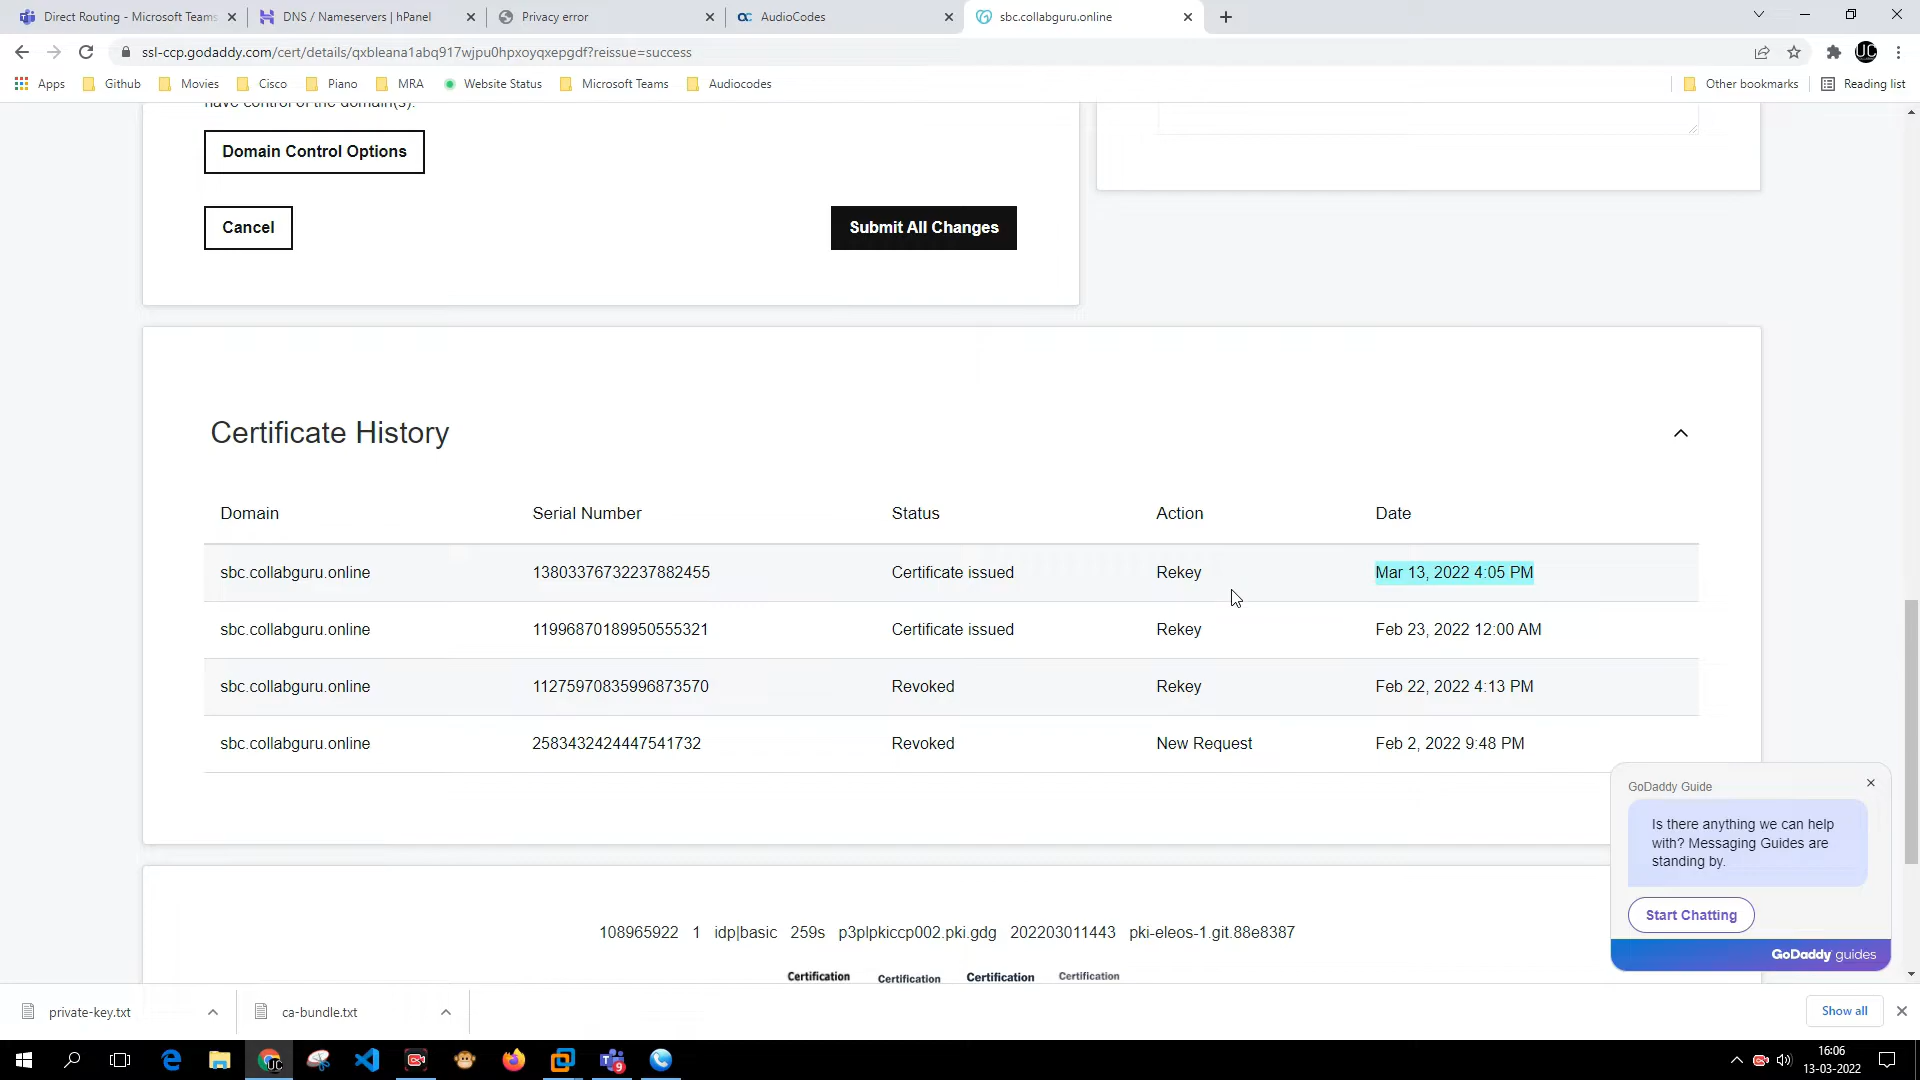 Direct Routing - Microsoft Teams
DNS / Nameservers | hPanel
Privacy error
AudioCodes
sbc.collabguru.online
ssl-ccp.godaddy.com/cert/details/qxbleana1abq917wjpu0hpxoyqxepgdf?reissue=success
Apps
Github
Movies
Cisco
Piano
MRA
Website Status
Microsoft Teams
Audiocodes
Other bookmarks
Reading list
have control of the domain(s).
Domain Control Options
Cancel
Submit All Changes
Certificate History
Domain Serial Number Status Action Date
sbc.collabguru.online 13803376732237882455 Certificate issued Rekey Mar 13, 2022 4:05 PM
sbc.collabguru.online 11996870189950555321 Certificate issued Rekey Feb 23, 2022 12:00 AM
sbc.collabguru.online 11275970835996873570 Revoked Rekey Feb 22, 2022 4:13 PM
sbc.collabguru.online 2583432424447541732 Revoked New Request Feb 2, 2022 9:48 PM
GoDaddy Guide
Is there anything we can help
with? Messaging Guides are
standing by.
Start Chatting
GoDaddy guides
108965922 1 idp|basic 259s p3plpkiccp002.pki.gdg 202203011443 pki-eleos-1.git.88e8387
Certification Certification Certification Certification
private-key.txt
ca-bundle.txt
Show all
UC
9
16:06
13-03-2022